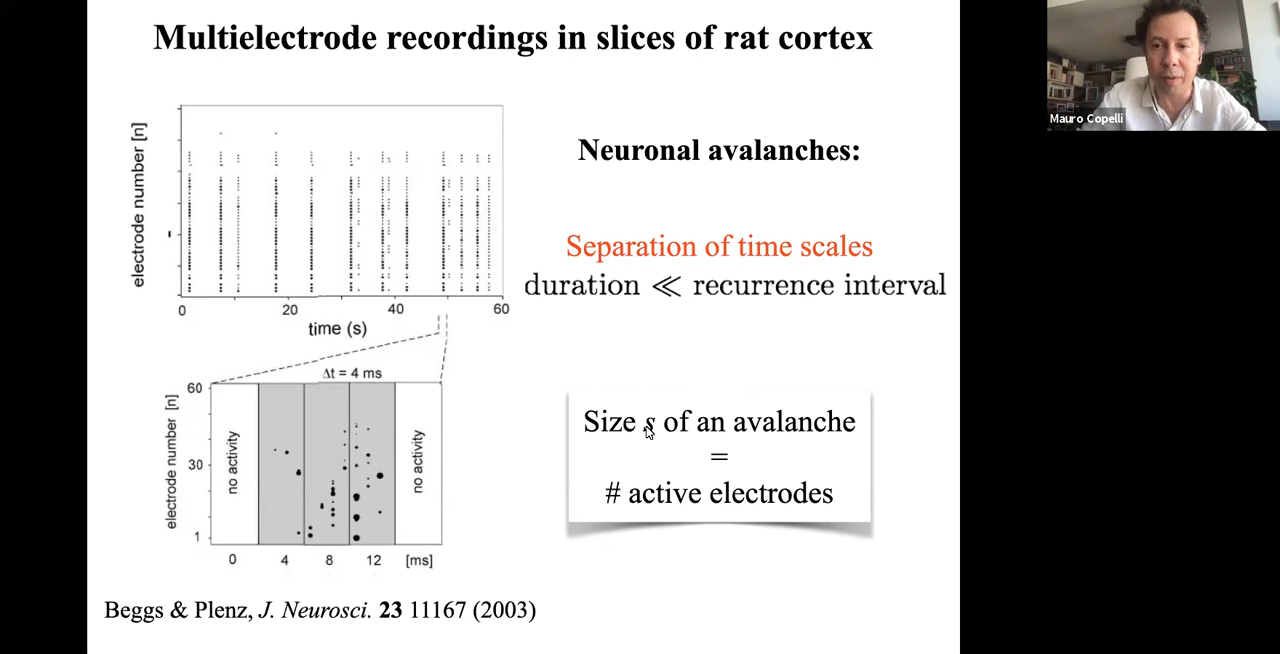 Multielectrode recordings in slices of rat cortex
Mauro Copelli
electrode number [n]
0 20 40 60
time (s)
Neuronal avalanches:
Separation of time scales
duration ≪ recurrence interval
Δt = 4 ms
electrode number [n]
60
30
1
no activity
no activity
0 4 8 12 [ms]
Size s of an avalanche
=
# active electrodes
Beggs & Plenz, J. Neurosci. 23 11167 (2003)